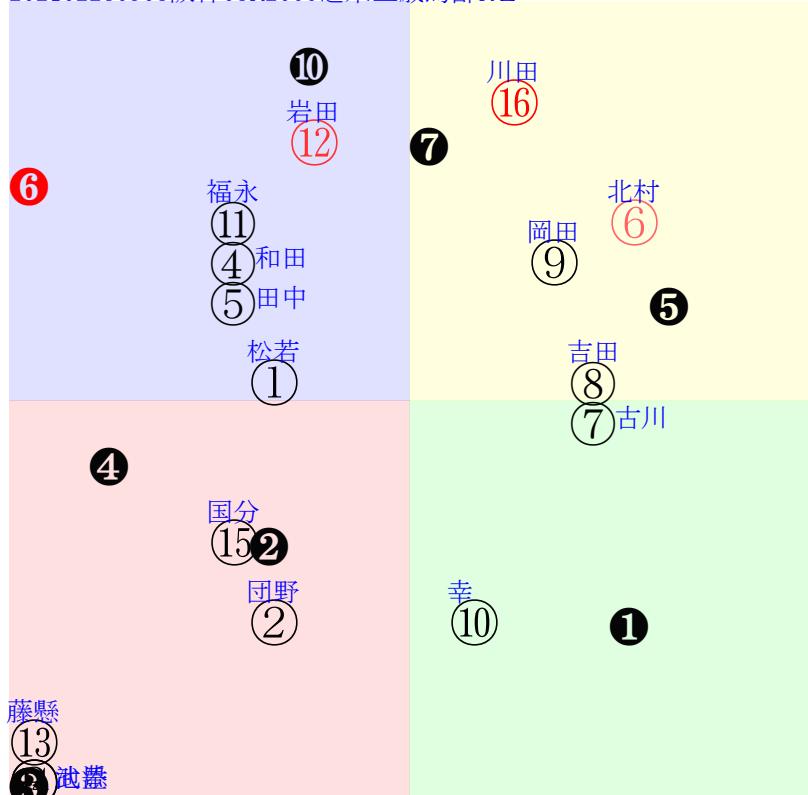 ❿
川田
⑯
岩田
⑫
❼
❻
福永
⑪
北村
⑥
岡田
⑨
④和田
⑤田中
❺
松若
①
吉田
⑧
⑦古川
❹
国分
⑮❷
団野
②
幸
⑩
❶
藤懸
⑬
❸